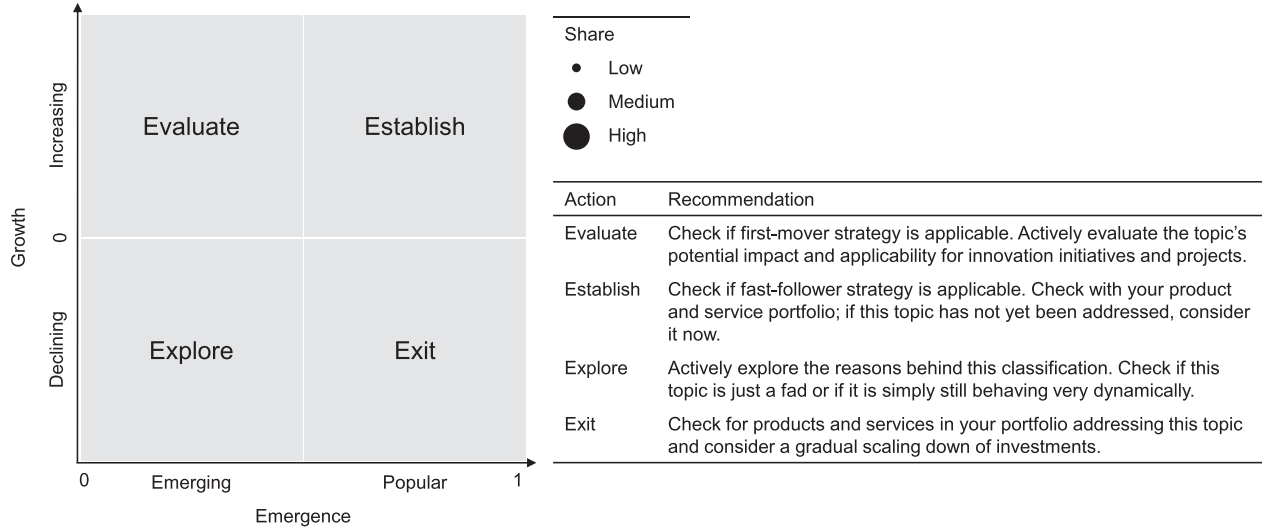 Growth
Increasing
0
Declining
Evaluate
Establish
Explore
Exit
0
Emerging
Popular
1
Emergence
Share
Low
Medium
High
Action Recommendation
Evaluate Check if first-mover strategy is applicable. Actively evaluate the topic's
potential impact and applicability for innovation initiatives and projects.
Establish Check if fast-follower strategy is applicable. Check with your product
and service portfolio; if this topic has not yet been addressed, consider
it now.
Explore Actively explore the reasons behind this classification. Check if this
topic is just a fad or if it is simply still behaving very dynamically.
Exit Check for products and services in your portfolio addressing this topic
and consider a gradual scaling down of investments.